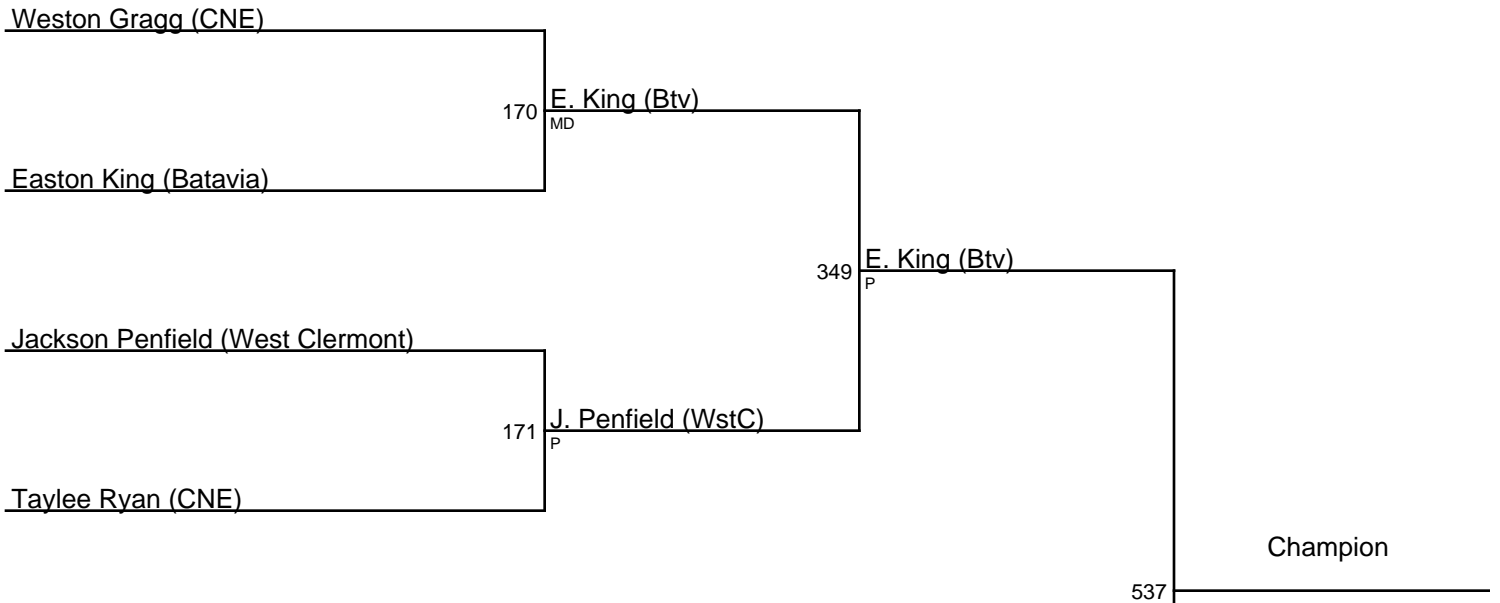 Weston Gragg (CNE)
170
E. King (Btv)
MD
Easton King (Batavia)
349
E. King (Btv)
P
Jackson Penfield (West Clermont)
171
J. Penfield (WstC)
P
Taylee Ryan (CNE)
Champion
537